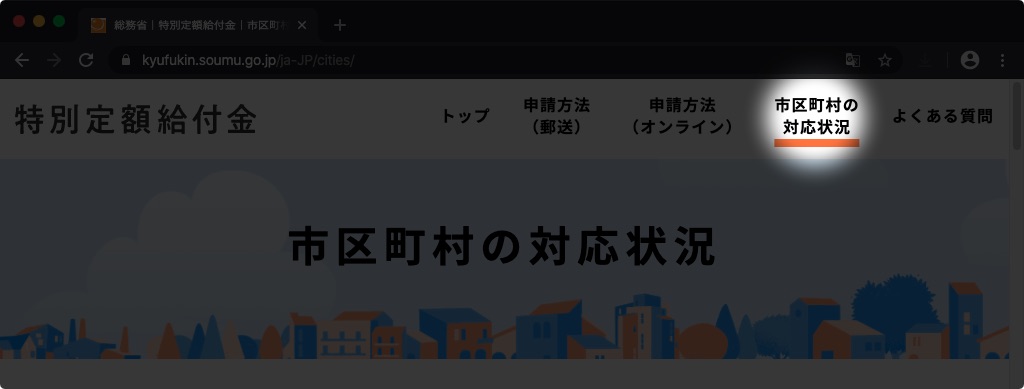 総務省｜特別定額給付金｜市区町
kyufukin.soumu.go.jp/ja-JP/cities/
特別定額給付金
トップ
申請方法
（郵送）
申請方法
（オンライン）
市区町村の
対応状況
よくある質問
市区町村の対応状況